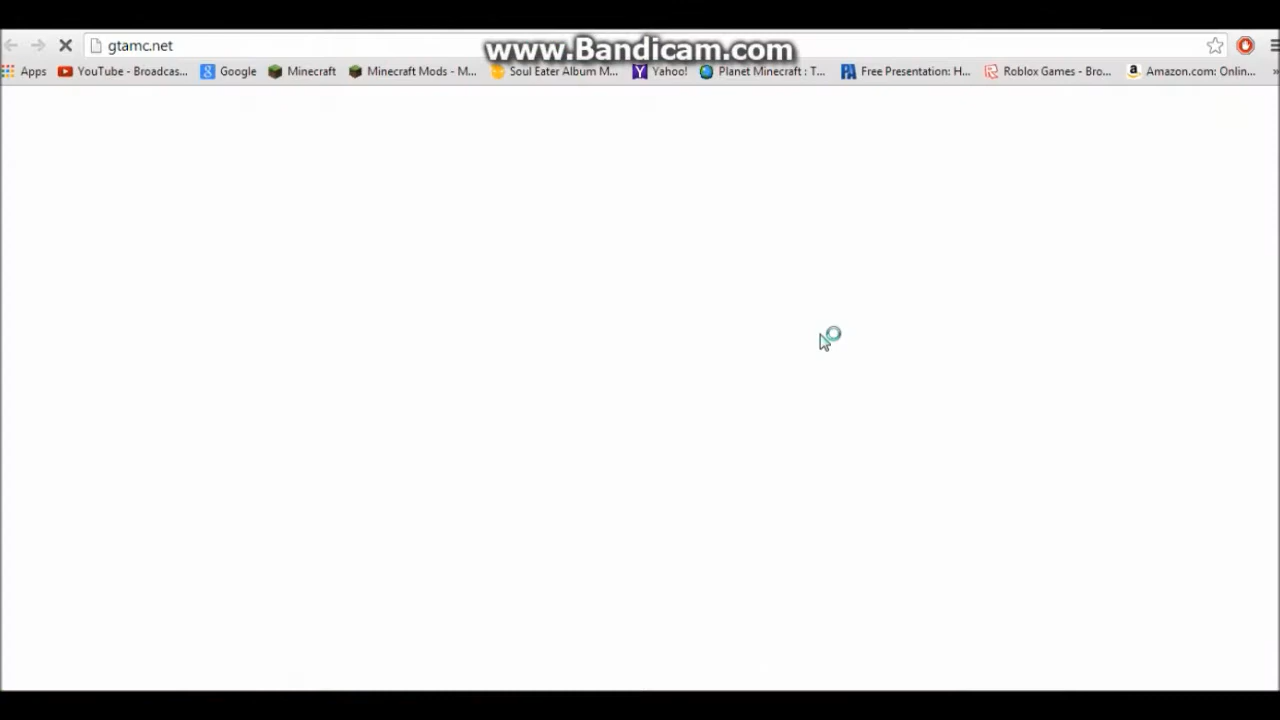 www.Bandicam.com
gtamc.net
Apps YouTube - Broadcas... Google Minecraft Minecraft Mods - M... Soul Eater Album M... Yahoo! Planet Minecraft : T... Free Presentation: H... Roblox Games - Bro... Amazon.com: Onlin... »